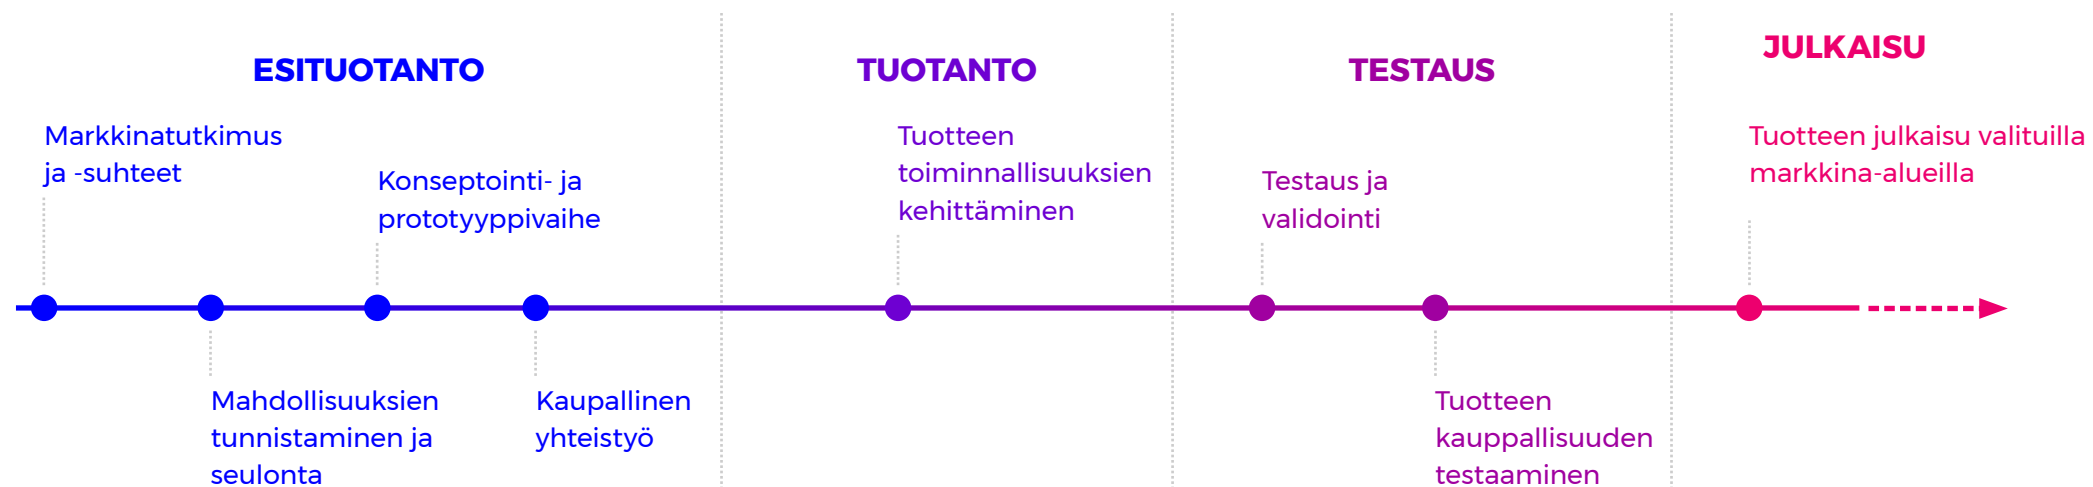 ESITUOTANTO
Markkinatutkimus
ja -suhteet
Mahdollisuuksien
tunnistaminen ja
seulonta
Konseptointi- ja
prototyyppivaihe
Kaupallinen
yhteistyö
TUOTANTO
Tuotteen
toiminnallisuuksien
kehittäminen
TESTAUS
Testaus ja
validointi
Tuotteen
kauppallisuuden
testaaminen
JULKAISU
Tuotteen julkaisu valituilla
markkina-alueilla